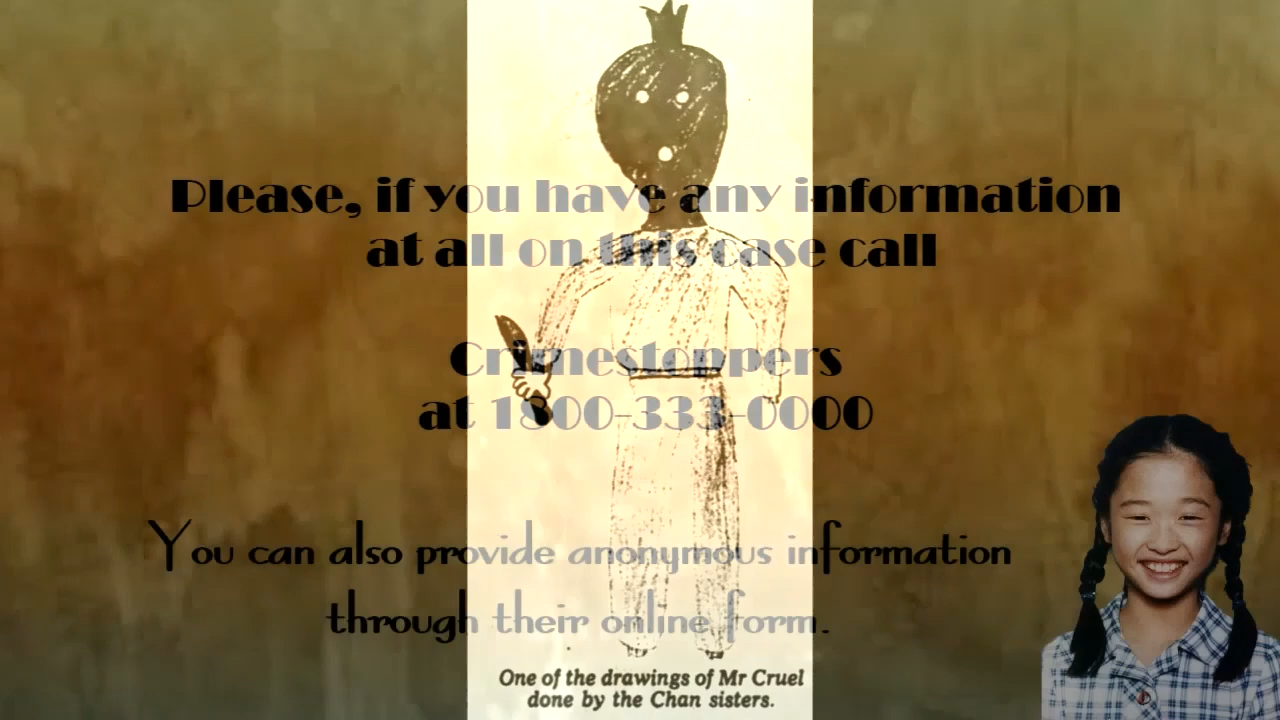 Please, if you have any information
at all on this case call
Crimestoppers
at 1800-333-0000
You can also provide anonymous information
through their online form.
One of the drawings of Mr Cruel
done by the Chan sisters.